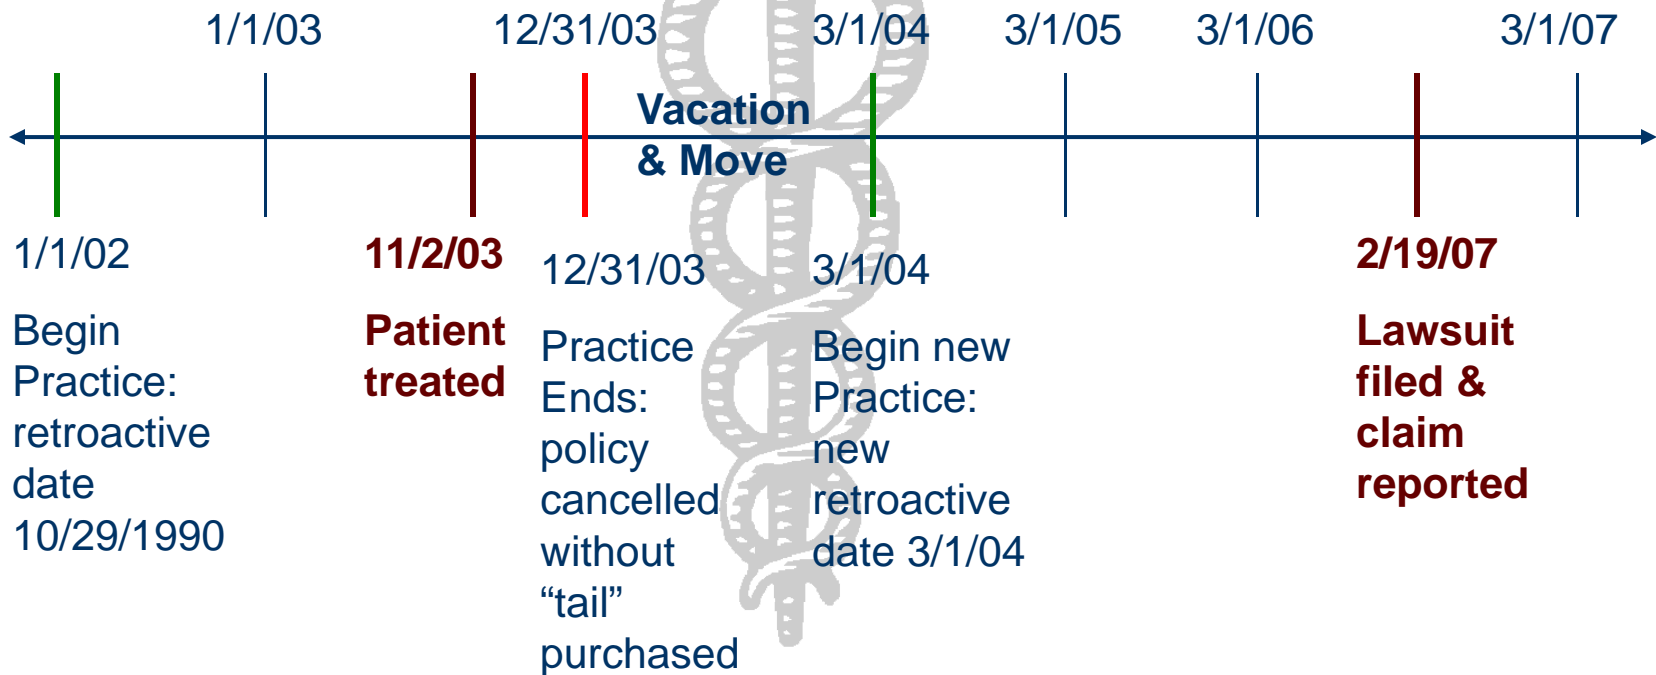 1/1/03 12/31/03 3/1/04 3/1/05 3/1/06 3/1/07
Vacation
& Move
1/1/02
Begin
Practice:
retroactive
date
10/29/1990
11/2/03
Patient
treated
12/31/03
Practice
Ends:
policy
cancelled
without
“tail”
purchased
3/1/04
Begin new
Practice:
new
retroactive
date 3/1/04
2/19/07
Lawsuit
filed &
claim
reported